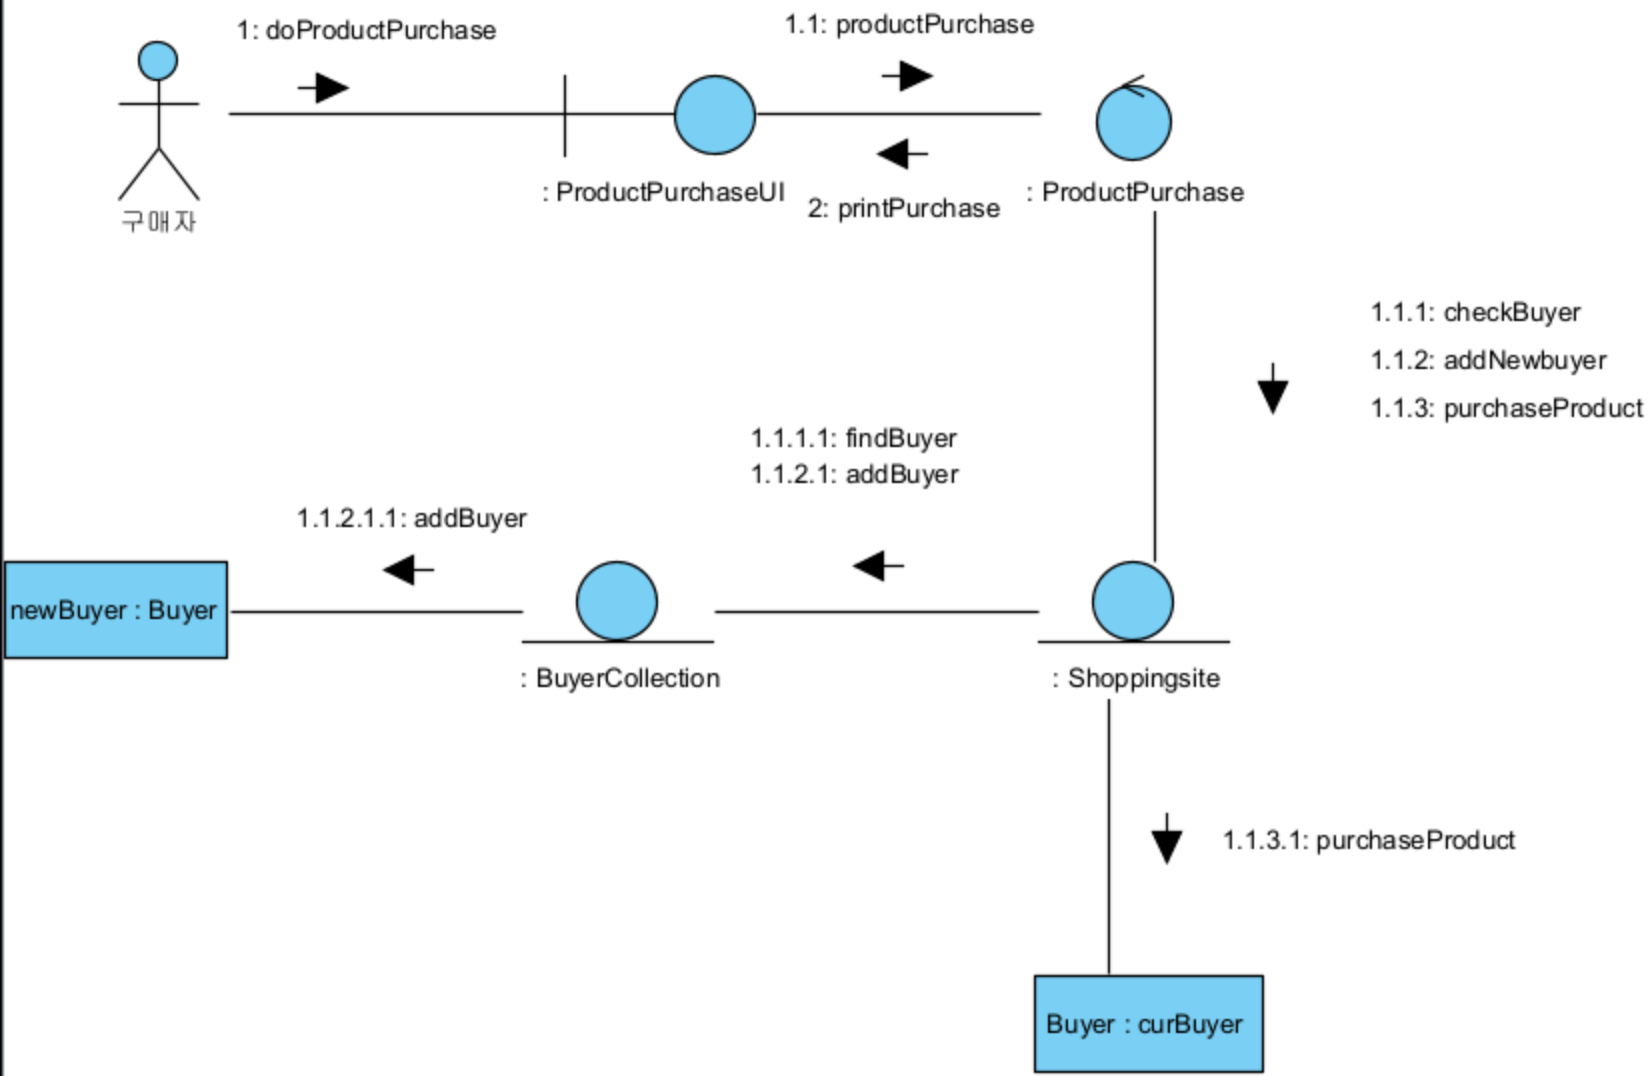 1: doProductPurchase
1.1: productPurchase
: ProductPurchaseUI
2: printPurchase
: ProductPurchase
구매자
1.1.1: checkBuyer
1.1.2: addNewbuyer
1.1.3: purchaseProduct
1.1.1.1: findBuyer
1.1.2.1: addBuyer
1.1.2.1.1: addBuyer
newBuyer : Buyer
: BuyerCollection
: Shoppingsite
1.1.3.1: purchaseProduct
Buyer : curBuyer